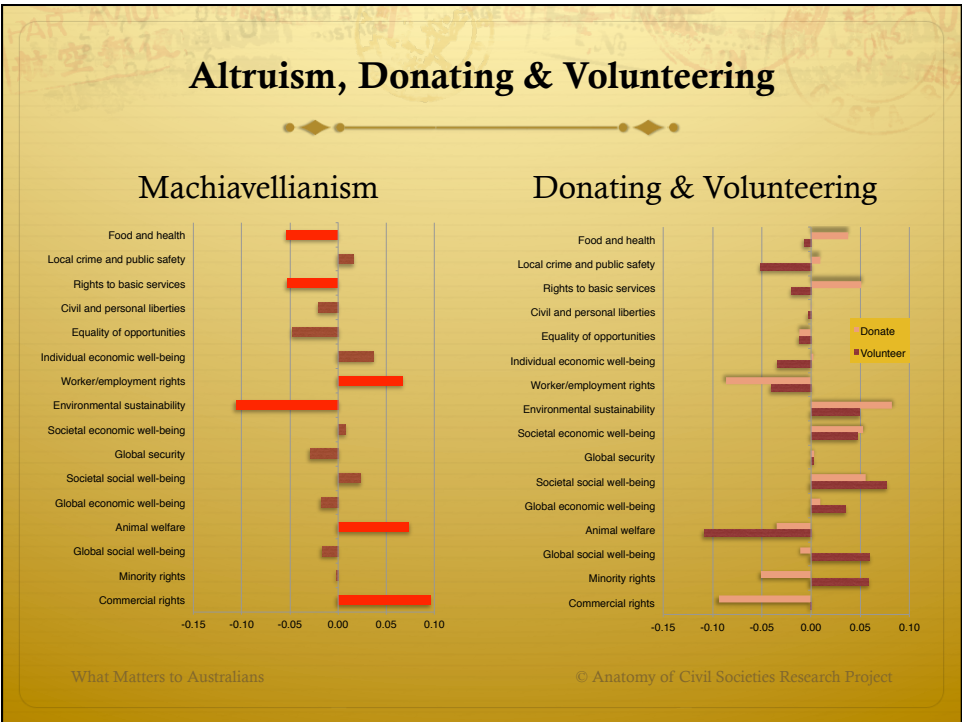 Altruism, Donating & Volunteering
Machiavellianism
Food and health
Local crime and public safety
Rights to basic services
Civil and personal liberties
Equality of opportunities
Individual economic well-being
Worker/employment rights
Environmental sustainability
Societal economic well-being
Global security
Societal social well-being
Global economic well-being
Animal welfare
Global social well-being
Minority rights
Commercial rights
-0.15 -0.10 -0.05 0.00 0.05 0.10
Donating & Volunteering
Food and health
Local crime and public safety
Rights to basic services
Civil and personal liberties
Equality of opportunities
Individual economic well-being
Worker/employment rights
Environmental sustainability
Societal economic well-being
Global security
Societal social well-being
Global economic well-being
Animal welfare
Global social well-being
Minority rights
Commercial rights
-0.15 -0.10 -0.05 0.00 0.05 0.10
Donate
Volunteer
What Matters to Australians
© Anatomy of Civil Societies Research Project